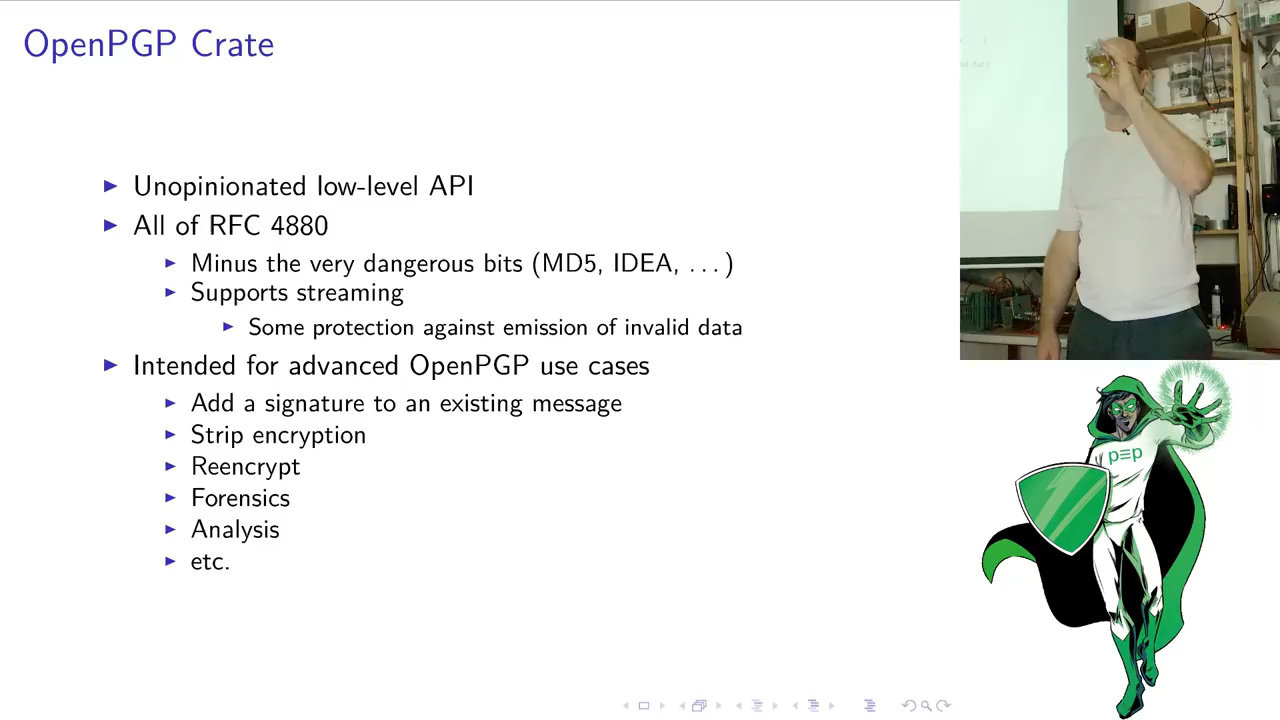 OpenPGP Crate
Unopinionated low-level API
All of RFC 4880
Minus the very dangerous bits (MD5, IDEA, ...)
Supports streaming
Some protection against emission of invalid data
Intended for advanced OpenPGP use cases
Add a signature to an existing message
Strip encryption
Reencrypt
Forensics
Analysis
etc.
p≡p